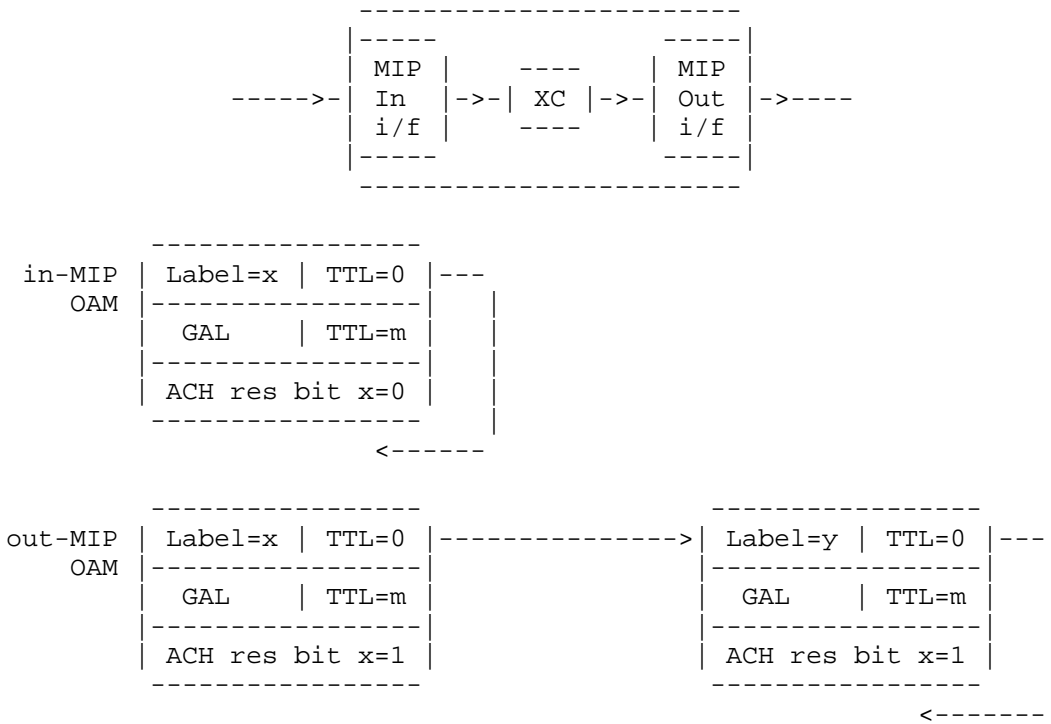 MIP MIP
In XC Out
i/f i/f
in-MIP Label=x TTL=0
OAM
GAL TTL=m
ACH res bit x=0
out-MIP Label=x TTL=0 Label=y TTL=0
OAM
GAL TTL=m GAL TTL=m
ACH res bit x=1 ACH res bit x=1